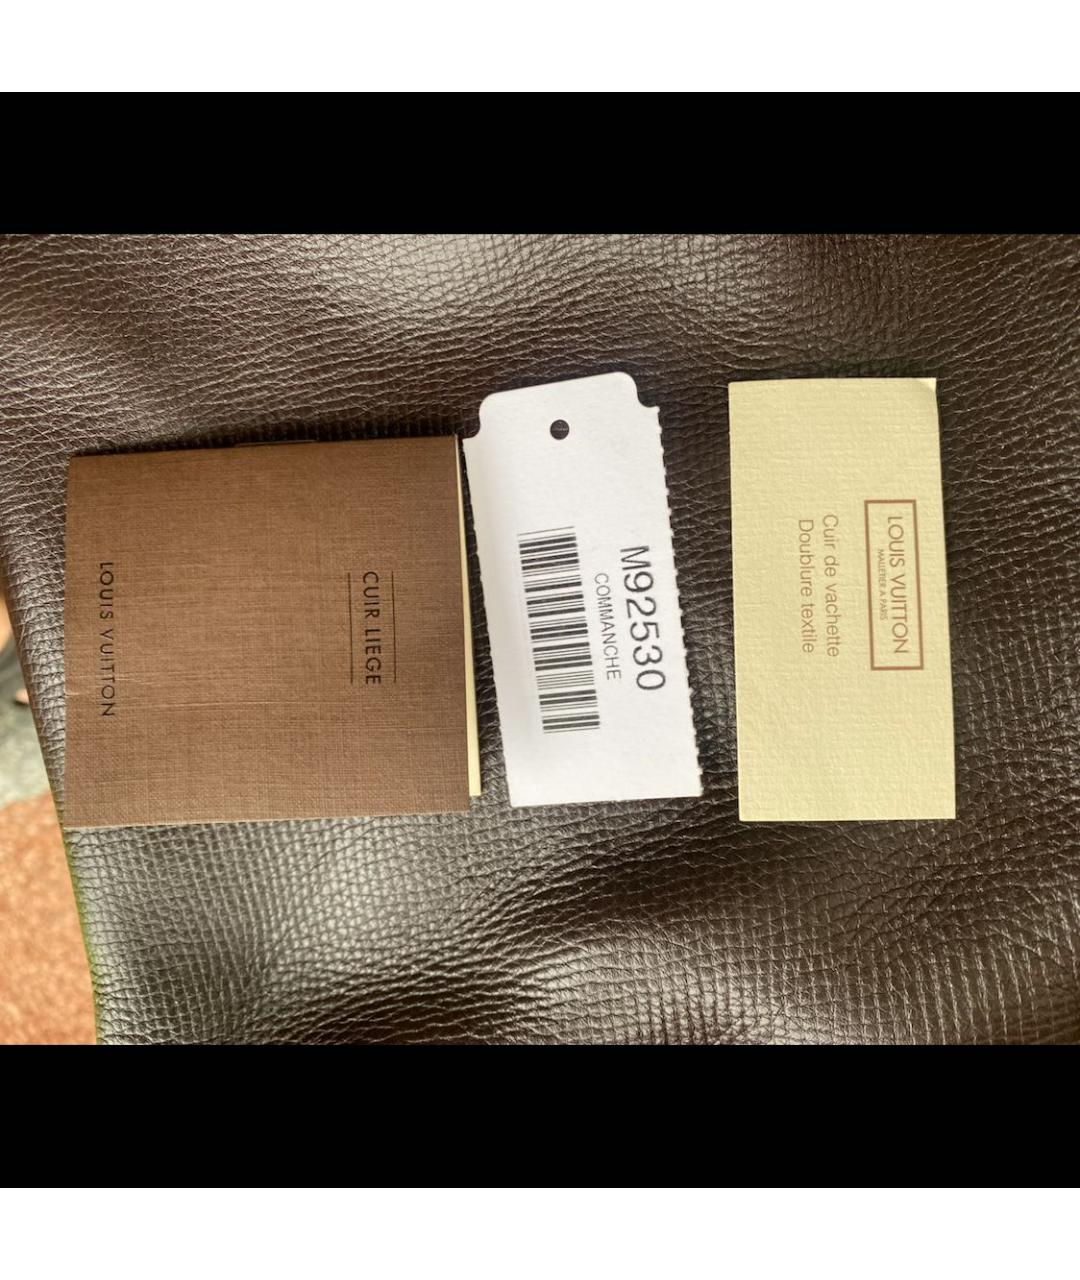 CUIR LIEGE
LOUIS VUITTON
M92530
COMMANCHE
LOUIS VUITTON
MALLETIER A PARIS
Cuir de vachette
Doublure textile